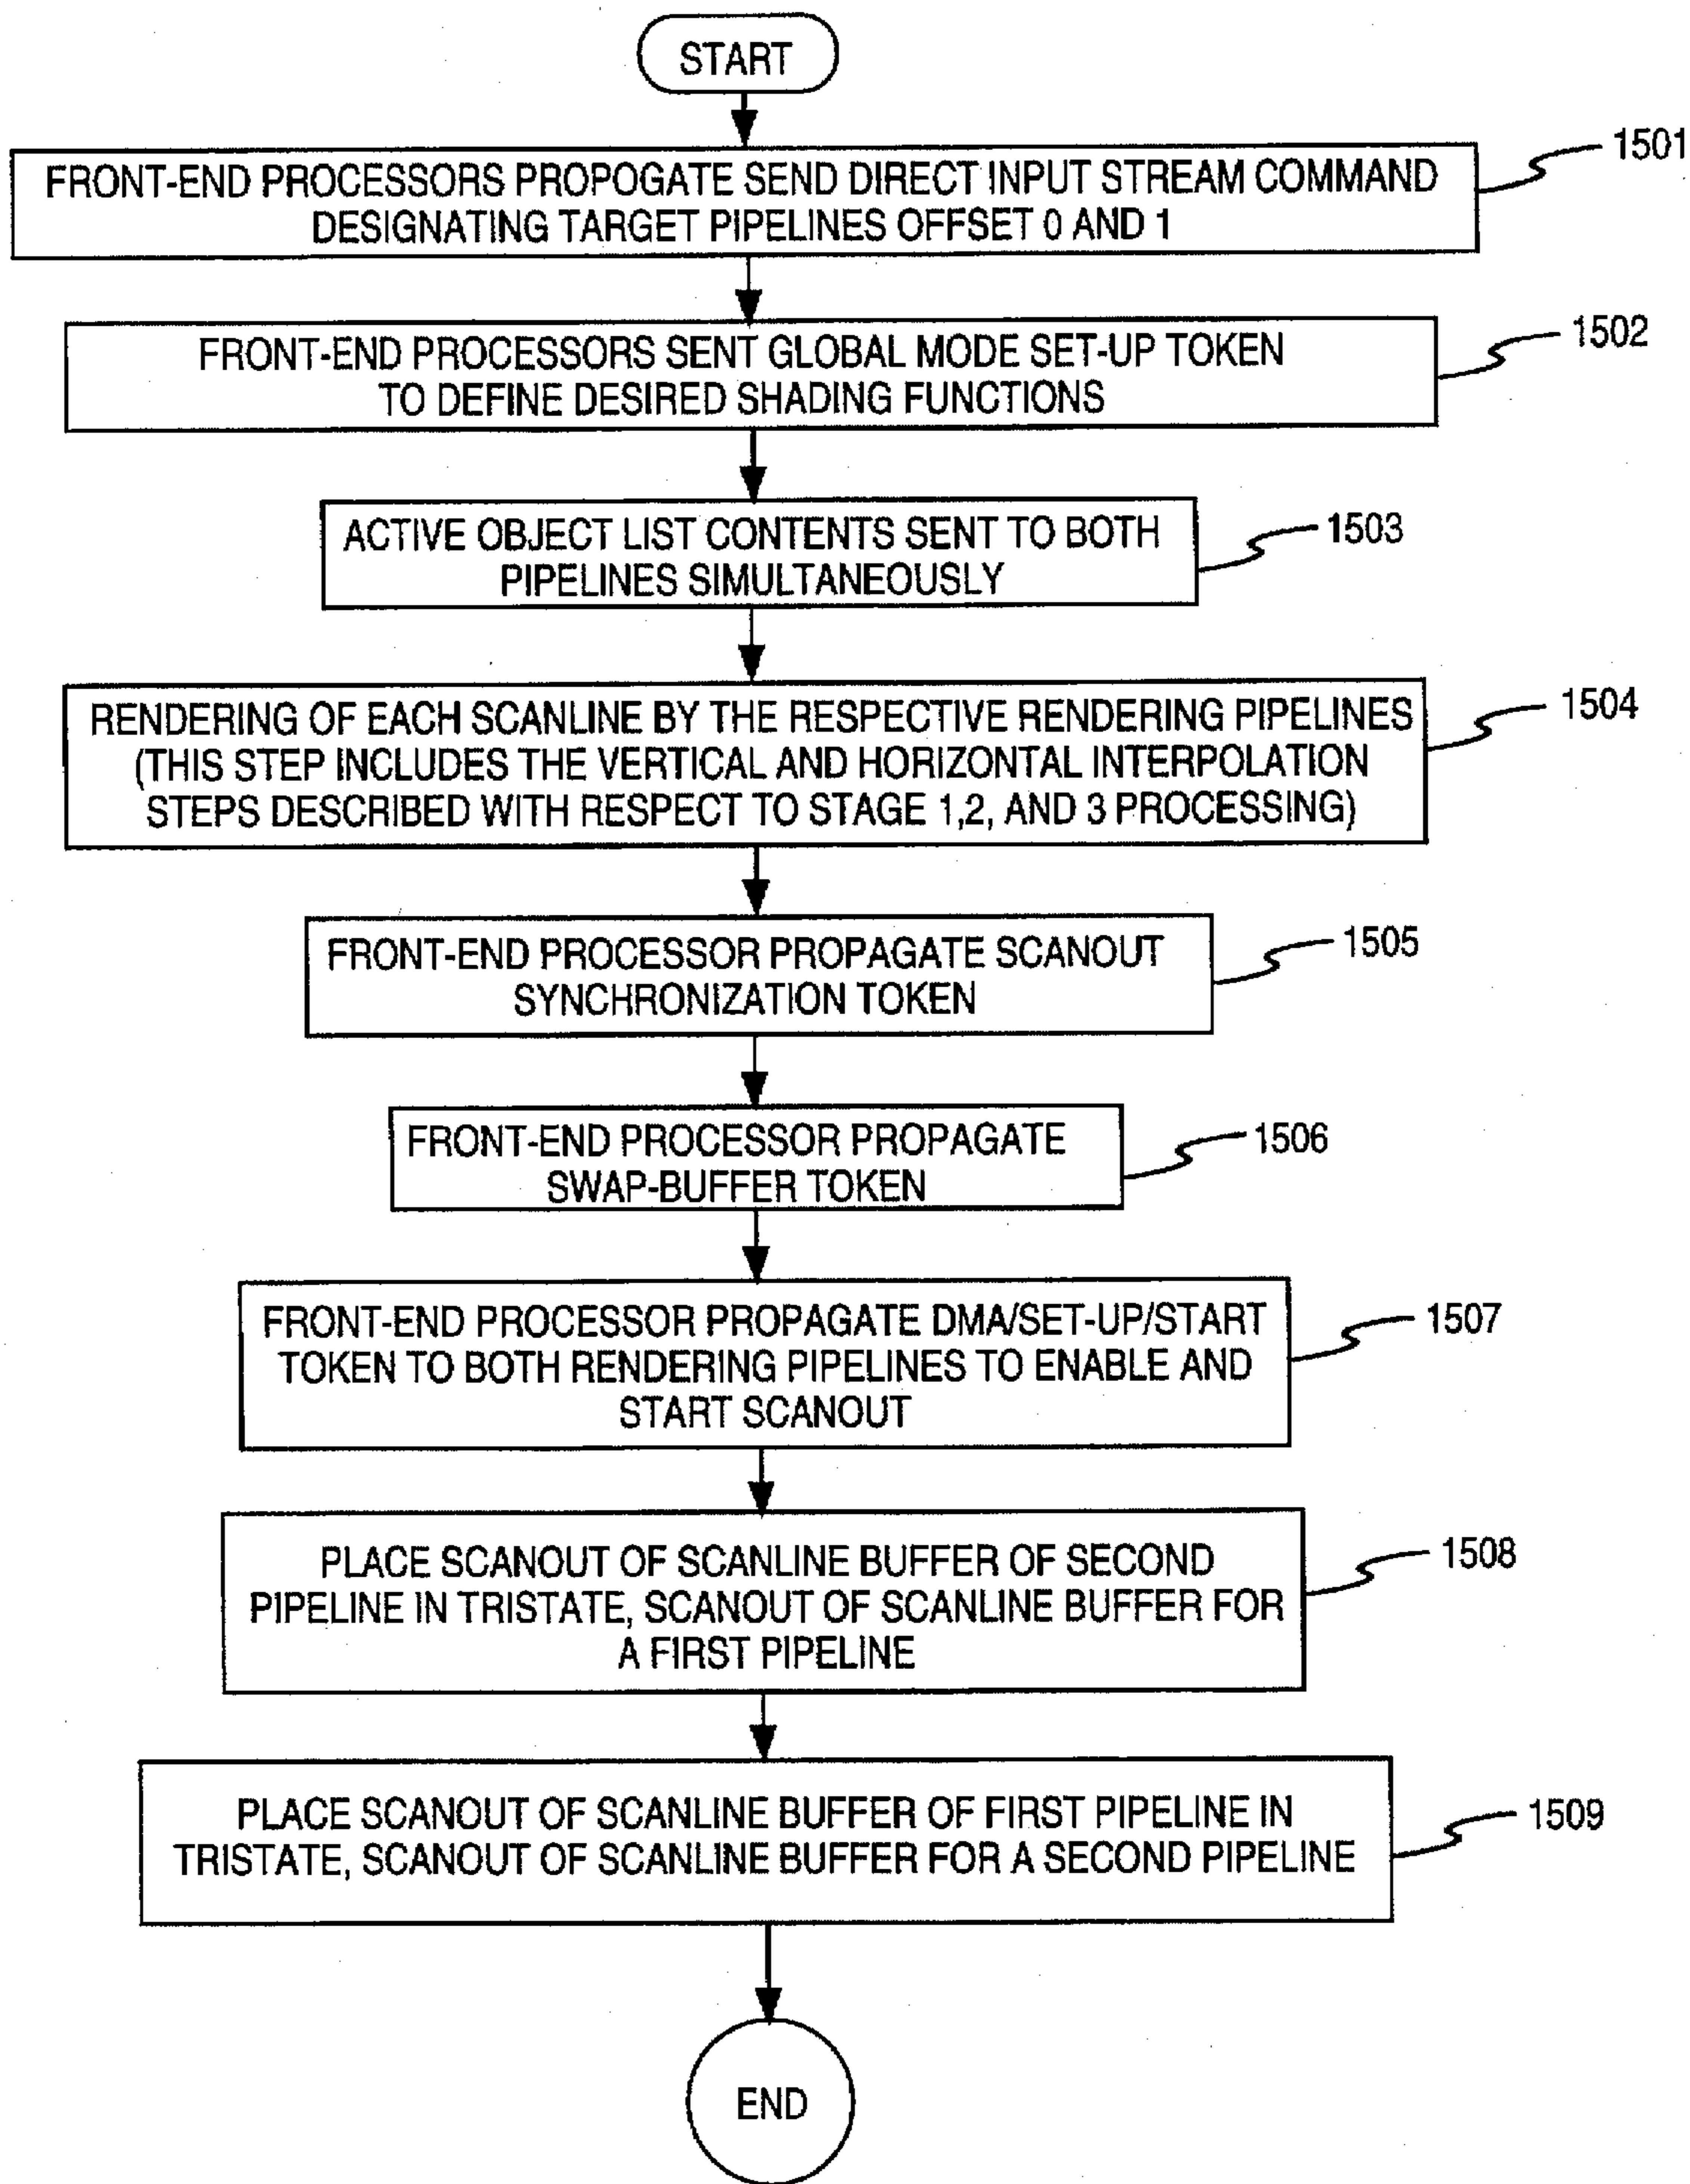 START
1501
FRONT-END PROCESSORS PROPOGATE SEND DIRECT INPUT STREAM COMMAND
DESIGNATING TARGET PIPELINES OFFSET 0 AND 1
1502
FRONT-END PROCESSORS SENT GLOBAL MODE SET-UP TOKEN
TO DEFINE DESIRED SHADING FUNCTIONS
1503
ACTIVE OBJECT LIST CONTENTS SENT TO BOTH
PIPELINES SIMULTANEOUSLY
1504
RENDERING OF EACH SCANLINE BY THE RESPECTIVE RENDERING PIPELINES
(THIS STEP INCLUDES THE VERTICAL AND HORIZONTAL INTERPOLATION
STEPS DESCRIBED WITH RESPECT TO STAGE 1,2, AND 3 PROCESSING)
1505
FRONT-END PROCESSOR PROPAGATE SCANOUT
SYNCHRONIZATION TOKEN
1506
FRONT-END PROCESSOR PROPAGATE
SWAP-BUFFER TOKEN
1507
FRONT-END PROCESSOR PROPAGATE DMA/SET-UP/START
TOKEN TO BOTH RENDERING PIPELINES TO ENABLE AND
START SCANOUT
1508
PLACE SCANOUT OF SCANLINE BUFFER OF SECOND
PIPELINE IN TRISTATE, SCANOUT OF SCANLINE BUFFER FOR
A FIRST PIPELINE
1509
PLACE SCANOUT OF SCANLINE BUFFER OF FIRST PIPELINE IN
TRISTATE, SCANOUT OF SCANLINE BUFFER FOR A SECOND PIPELINE
END